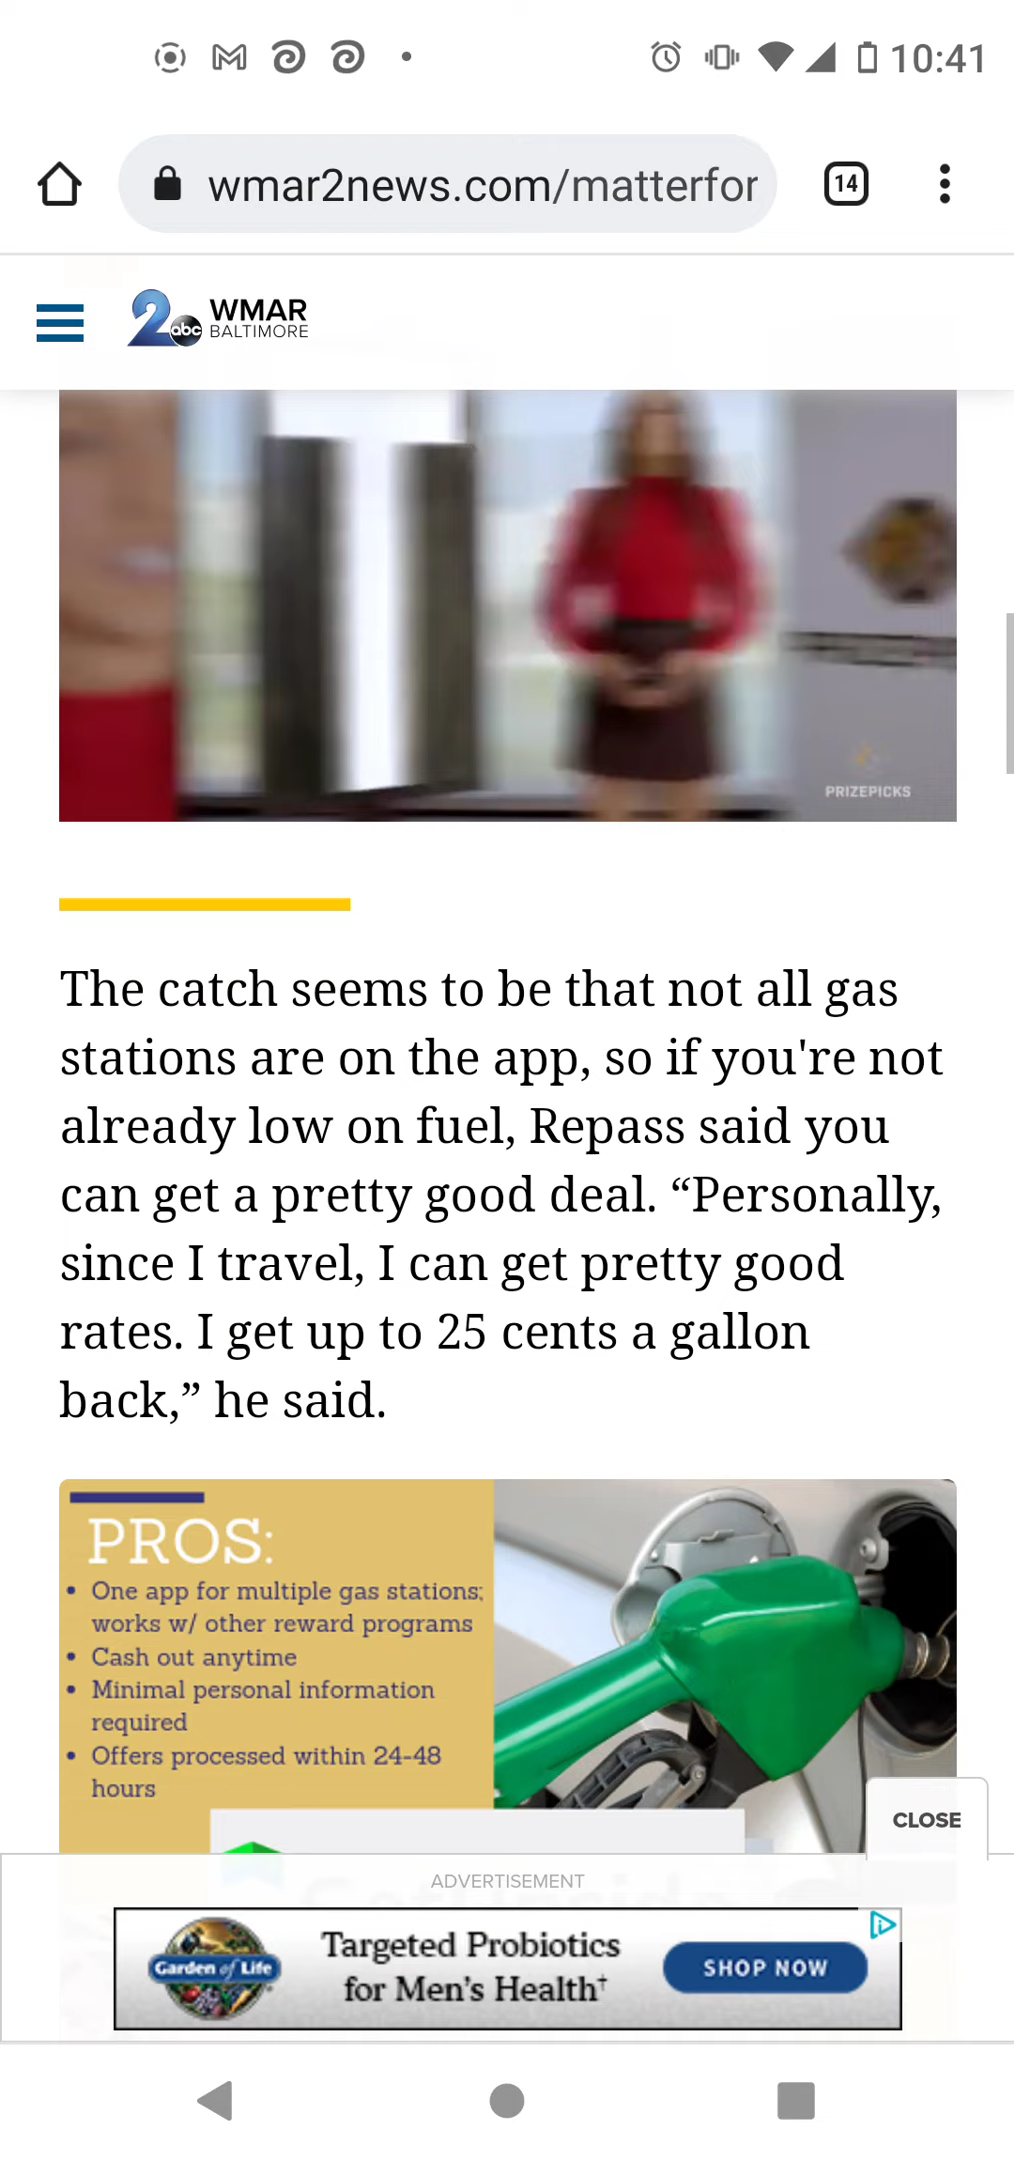 10:41
wmar2news.com/matterfor
14
2 abc WMAR
BALTIMORE
PRIZEPICKS
The catch seems to be that not all gas
stations are on the app, so if you're not
already low on fuel, Repass said you
can get a pretty good deal. “Personally,
since I travel, I can get pretty good
rates. I get up to 25 cents a gallon
back,” he said.
PROS:
• One app for multiple gas stations;
works w/ other reward programs
• Cash out anytime
• Minimal personal information
required
• Offers processed within 24-48
hours
CLOSE
ADVERTISEMENT
Garden of Life
Targeted Probiotics
for Men's Health†
SHOP NOW